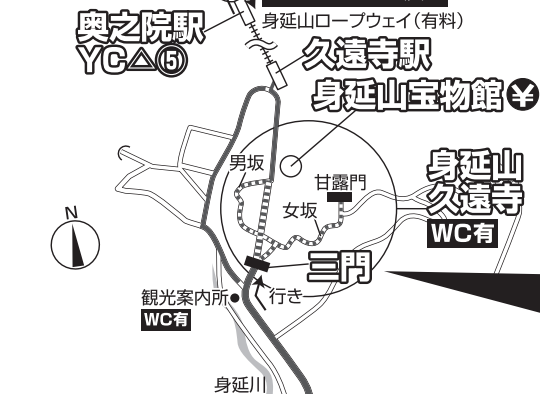 奥之院駅
YC△⑮
身延山ロープウェイ(有料)
久遠寺駅
身延山宝物館¥
男坂
甘露門
身延山
久遠寺
WC有
女坂
N
三門
観光案内所
WC有
行き
身延川